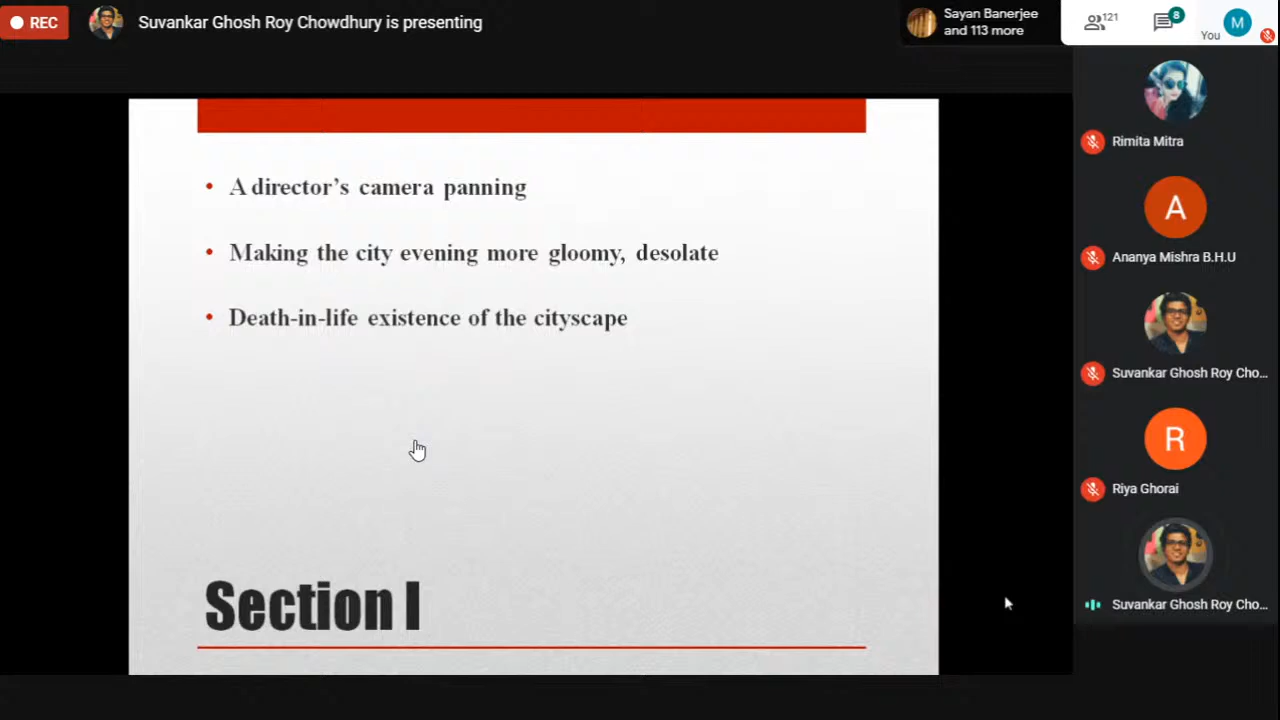 REC
Suvankar Ghosh Roy Chowdhury is presenting
Sayan Banerjee
and 113 more
121
8
You
M
Rimita Mitra
A
Ananya Mishra B.H.U
Suvankar Ghosh Roy Cho...
R
Riya Ghorai
Suvankar Ghosh Roy Cho...
• A director’s camera panning
• Making the city evening more gloomy, desolate
• Death-in-life existence of the cityscape
Section I